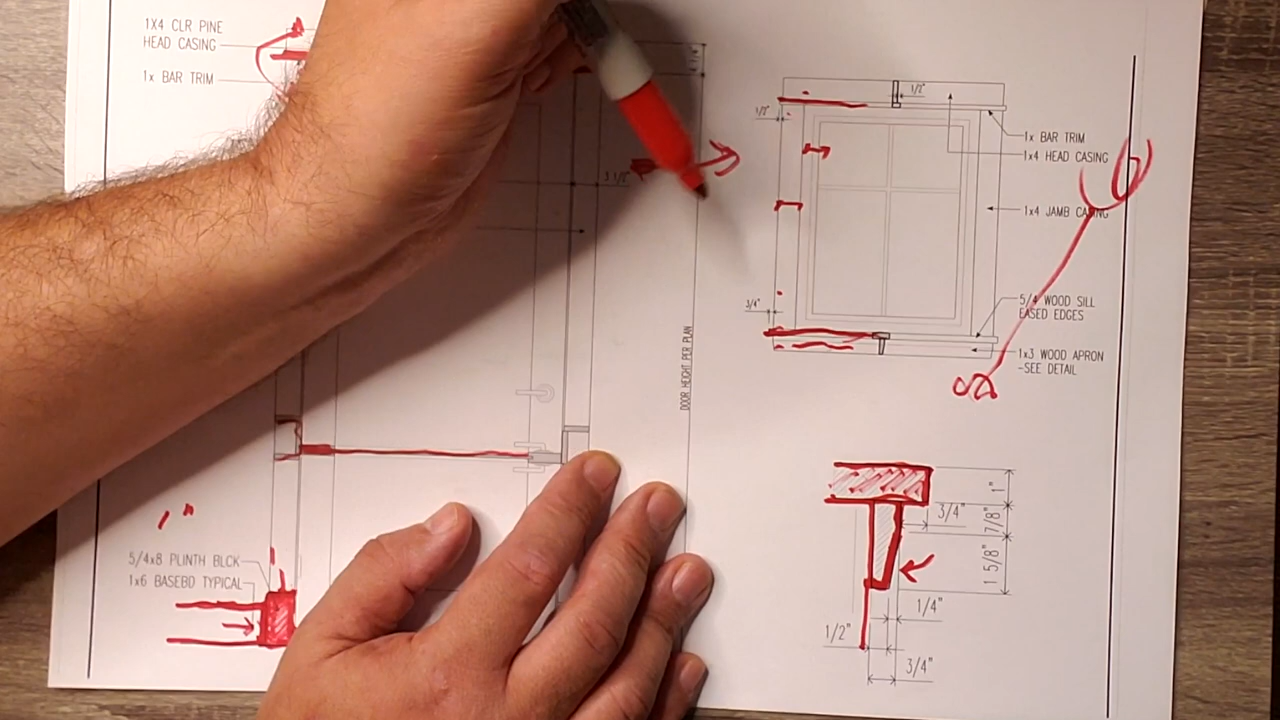 1X4 CLR PINE
HEAD CASING
1x BAR TRIM
3 1/2"
DOOR HEIGHT PER PLAN
5/4x8 PLINTH BLCK
1x6 BASEBD TYPICAL
1"
1/2"
1/2"
3/4"
1x BAR TRIM
1x4 HEAD CASING
1x4 JAMB CASING
5/4 WOOD SILL
EASED EDGES
1x3 WOOD APRON
-SEE DETAIL
1"
3/4"
7/8"
1 5/8"
1/4"
1/2"
3/4"